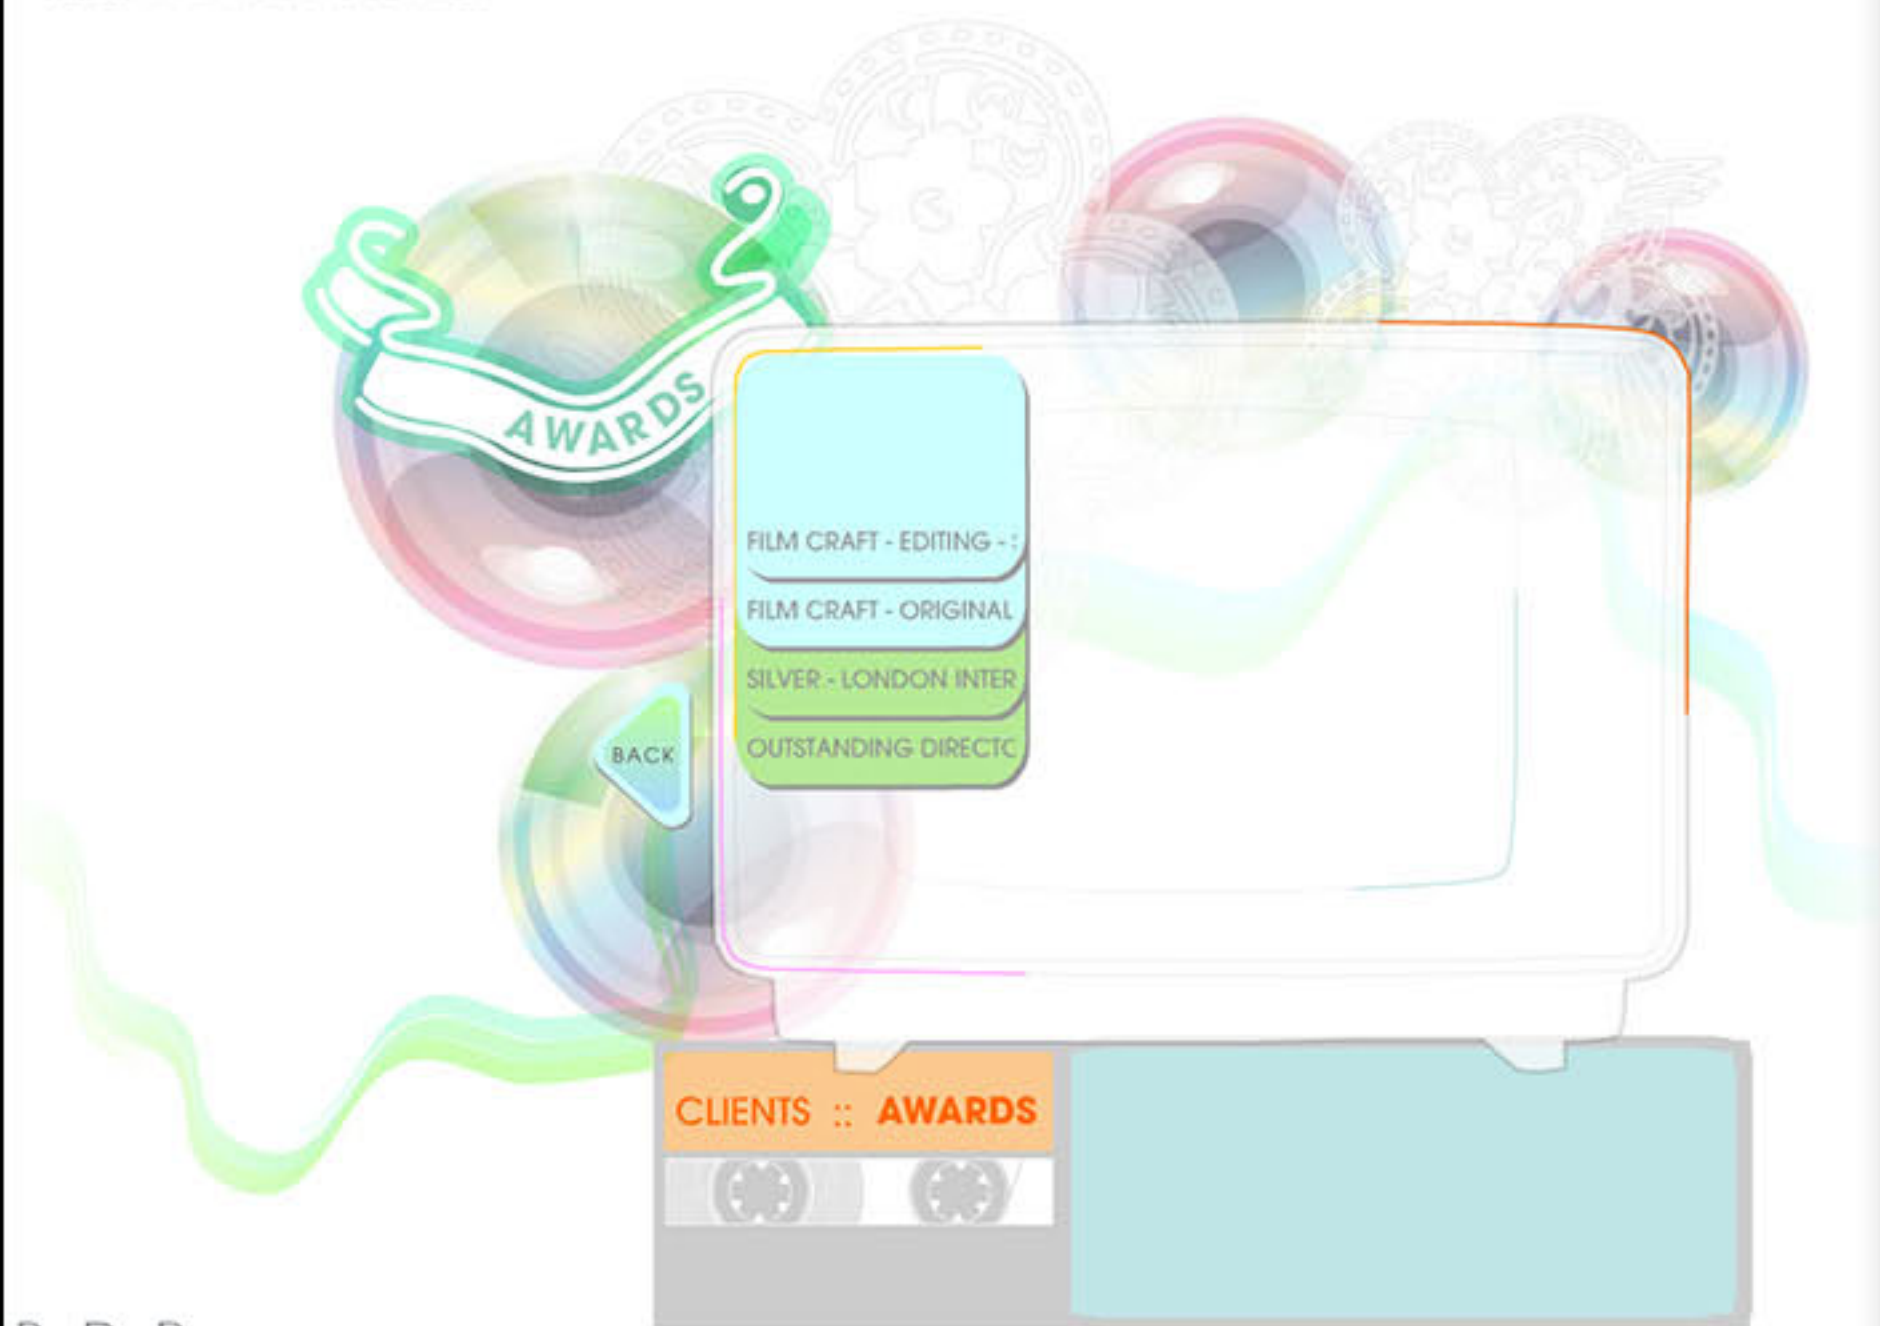 AWARDS
FILM CRAFT - EDITING - :
FILM CRAFT - ORIGINAL
SILVER - LONDON INTER
OUTSTANDING DIRECTC
BACK
CLIENTS :: AWARDS